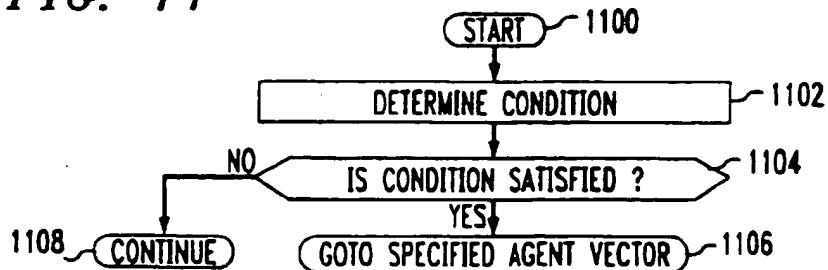 FIG. 11
START 1100
DETERMINE CONDITION 1102
IS CONDITION SATISFIED ? 1104
NO
YES
1108 CONTINUE
GOTO SPECIFIED AGENT VECTOR 1106